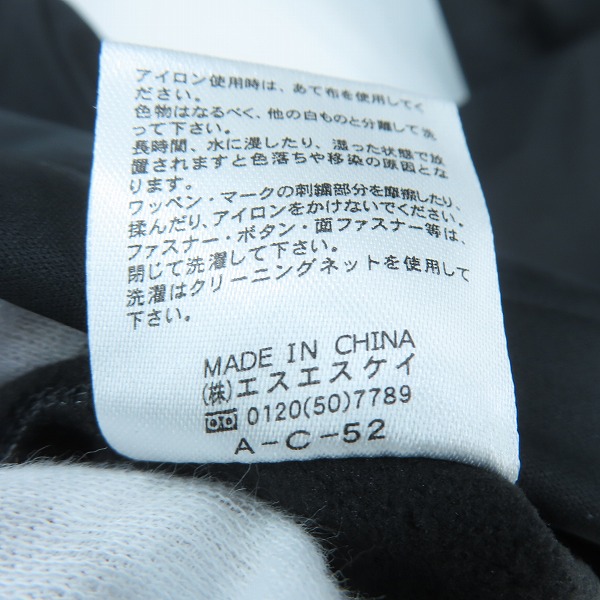 アイロン使用時は、あて布を使用してく
ださい。
色物はなるべく、他の白ものと分離して洗
って下さい。
長時間、水に浸したり、湿った状態で放
置されますと色落ちや移染の原因とな
ります。
ワッペン・マークの刺繍部分を摩擦したり、
揉んだり、アイロンをかけないでください。
ファスナー・ボタン・面ファスナー等は、
閉じて洗濯して下さい。
洗濯はクリーニングネットを使用して
下さい。
MADE IN CHINA
(株)エスエスケイ
0120(50)7789
A-C-52